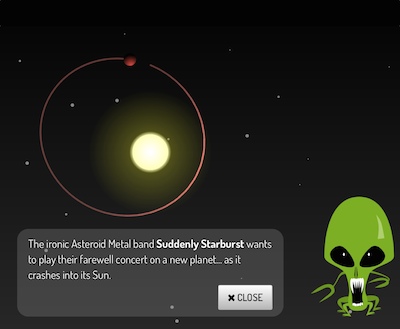 The ironic Asteroid Metal band Suddenly Starburst wants
to play their farewell concert on a new planet... as it
crashes into its Sun.
✖ CLOSE